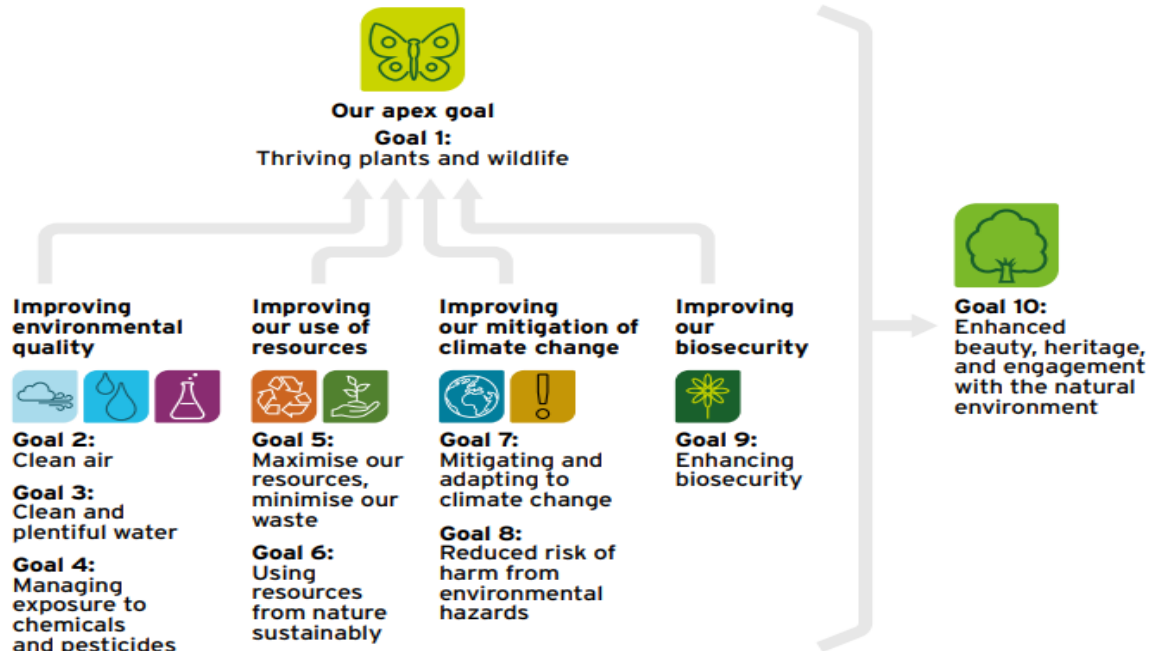 Our apex goal
Goal 1:
Thriving plants and wildlife
Improving
environmental
quality
Goal 2:
Clean air
Goal 3:
Clean and
plentiful water
Goal 4:
Managing
exposure to
chemicals
and pesticides
Improving
our use of
resources
Goal 5:
Maximise our
resources,
minimise our
waste
Goal 6:
Using
resources
from nature
sustainably
Improving
our mitigation of
climate change
Goal 7:
Mitigating and
adapting to
climate change
Goal 8:
Reduced risk of
harm from
environmental
hazards
Improving
our
biosecurity
Goal 9:
Enhancing
biosecurity
Goal 10:
Enhanced
beauty, heritage,
and engagement
with the natural
environment